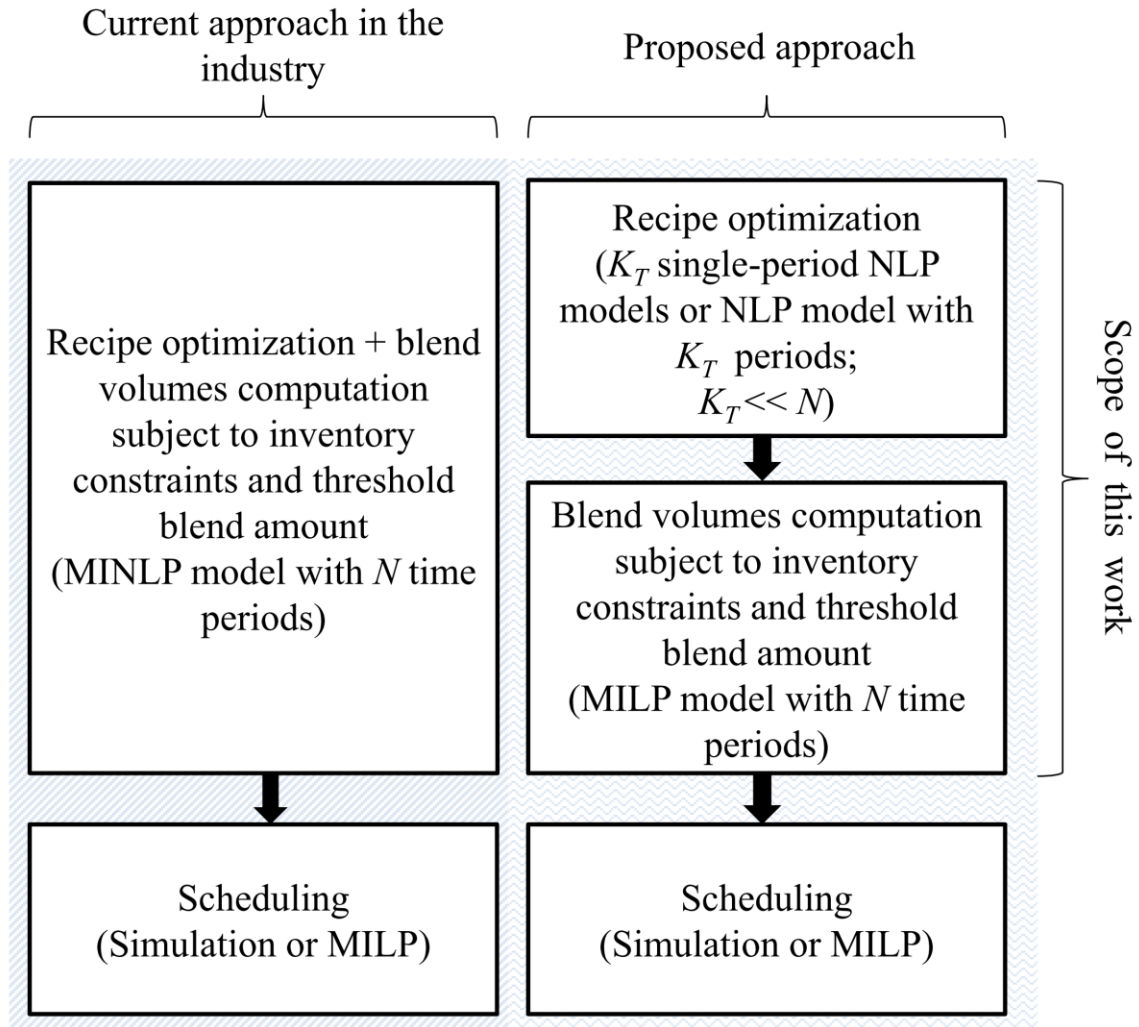 Current approach in the
industry
Proposed approach
Recipe optimization + blend
volumes computation
subject to inventory
constraints and threshold
blend amount
(MINLP model with N time
periods)
Scheduling
(Simulation or MILP)
Recipe optimization
(K_T single-period NLP
models or NLP model with
K_T periods;
K_T << N)
Blend volumes computation
subject to inventory
constraints and threshold
blend amount
(MILP model with N time
periods)
Scheduling
(Simulation or MILP)
Scope of this work